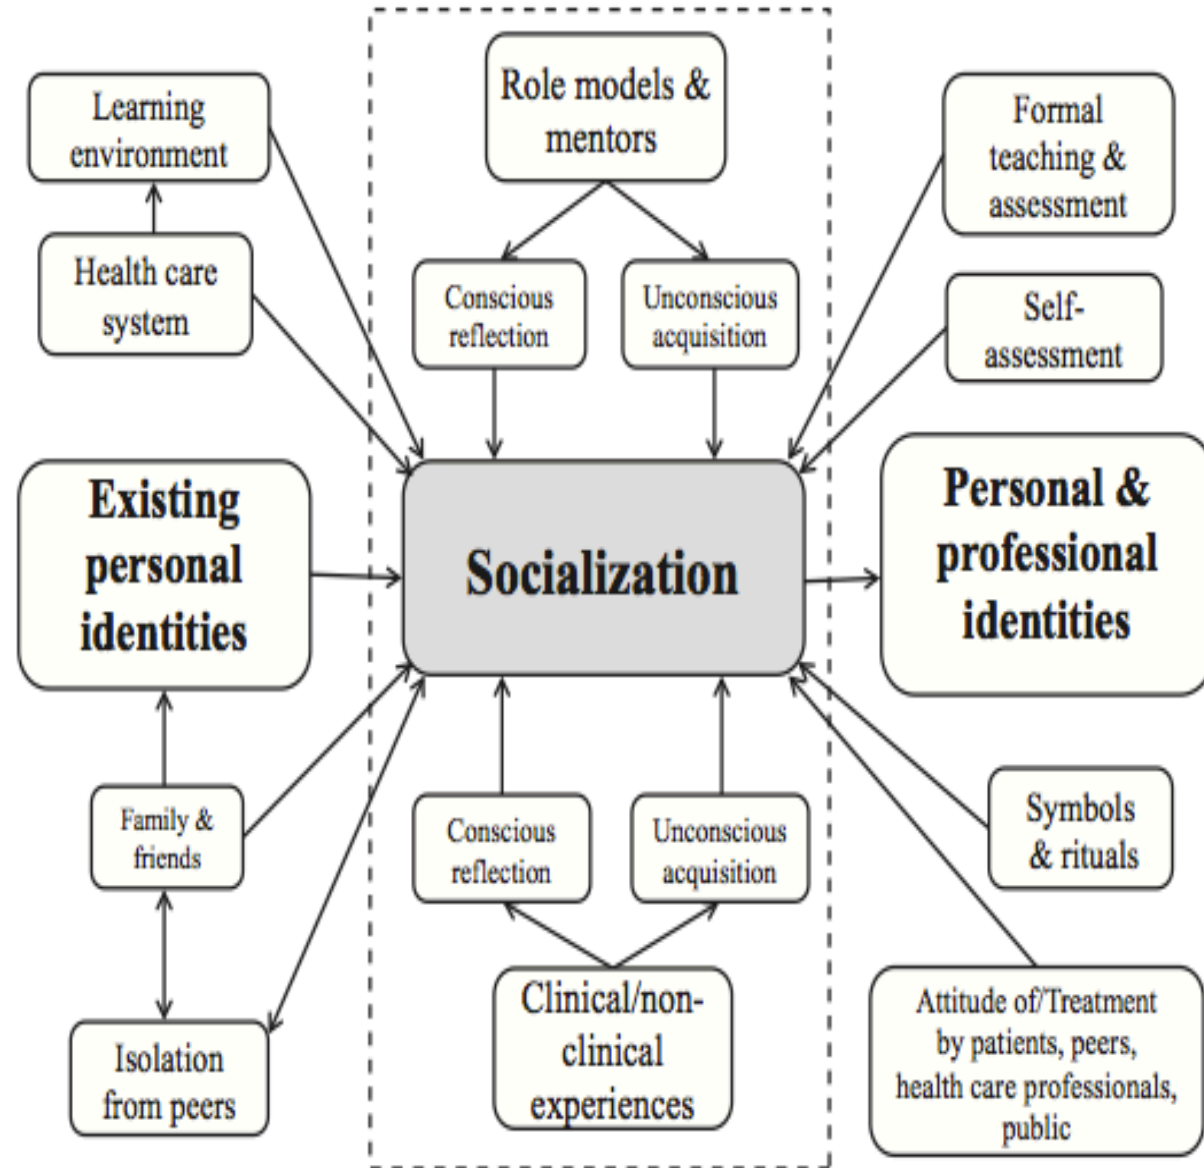 Learning
environment
Health care
system
Existing
personal
identities
Family &
friends
Isolation
from peers
Role models &
mentors
Conscious
reflection
Unconscious
acquisition
Socialization
Conscious
reflection
Unconscious
acquisition
Clinical/non-
clinical
experiences
Formal
teaching &
assessment
Self-
assessment
Personal &
professional
identities
Symbols
& rituals
Attitude of/Treatment
by patients, peers,
health care professionals,
public